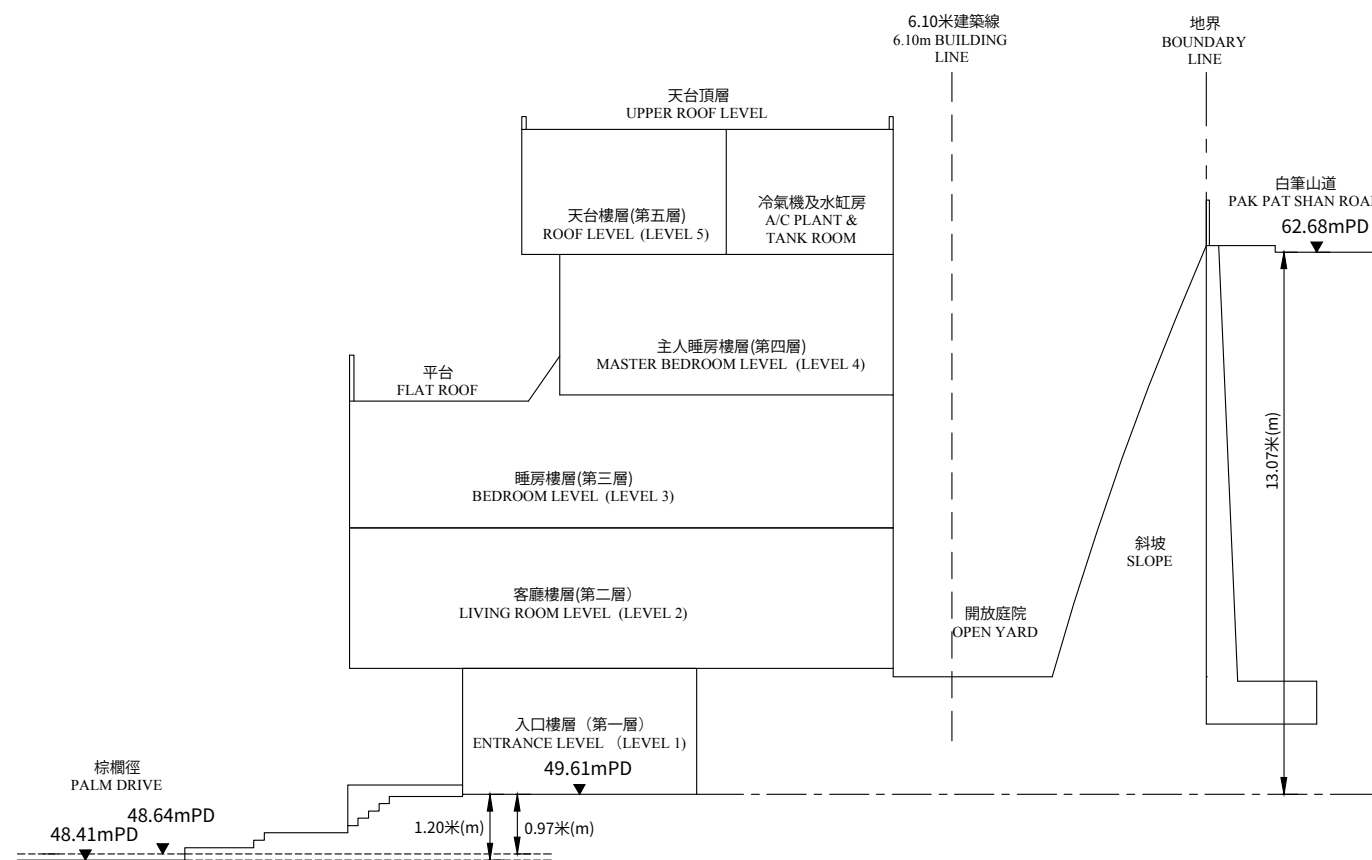 6.10米建築線
6.10m BUILDING
LINE
地界
BOUNDARY
LINE
天台頂層
UPPER ROOF LEVEL
白筆山道
PAK PAT SHAN ROA
62.68mPD
天台樓層(第五層)
ROOF LEVEL (LEVEL 5)
冷氣機及水缸房
A/C PLANT &
TANK ROOM
主人睡房樓層(第四層)
MASTER BEDROOM LEVEL (LEVEL 4)
平台
FLAT ROOF
13.07米(m)
睡房樓層(第三層)
BEDROOM LEVEL (LEVEL 3)
斜坡
SLOPE
客廳樓層(第二層）
LIVING ROOM LEVEL (LEVEL 2)
開放庭院
OPEN YARD
入口樓層（第一層）
ENTRANCE LEVEL （LEVEL 1)
49.61mPD
棕櫚徑
PALM DRIVE
48.64mPD
48.41mPD
1.20米(m)
0.97米(m)